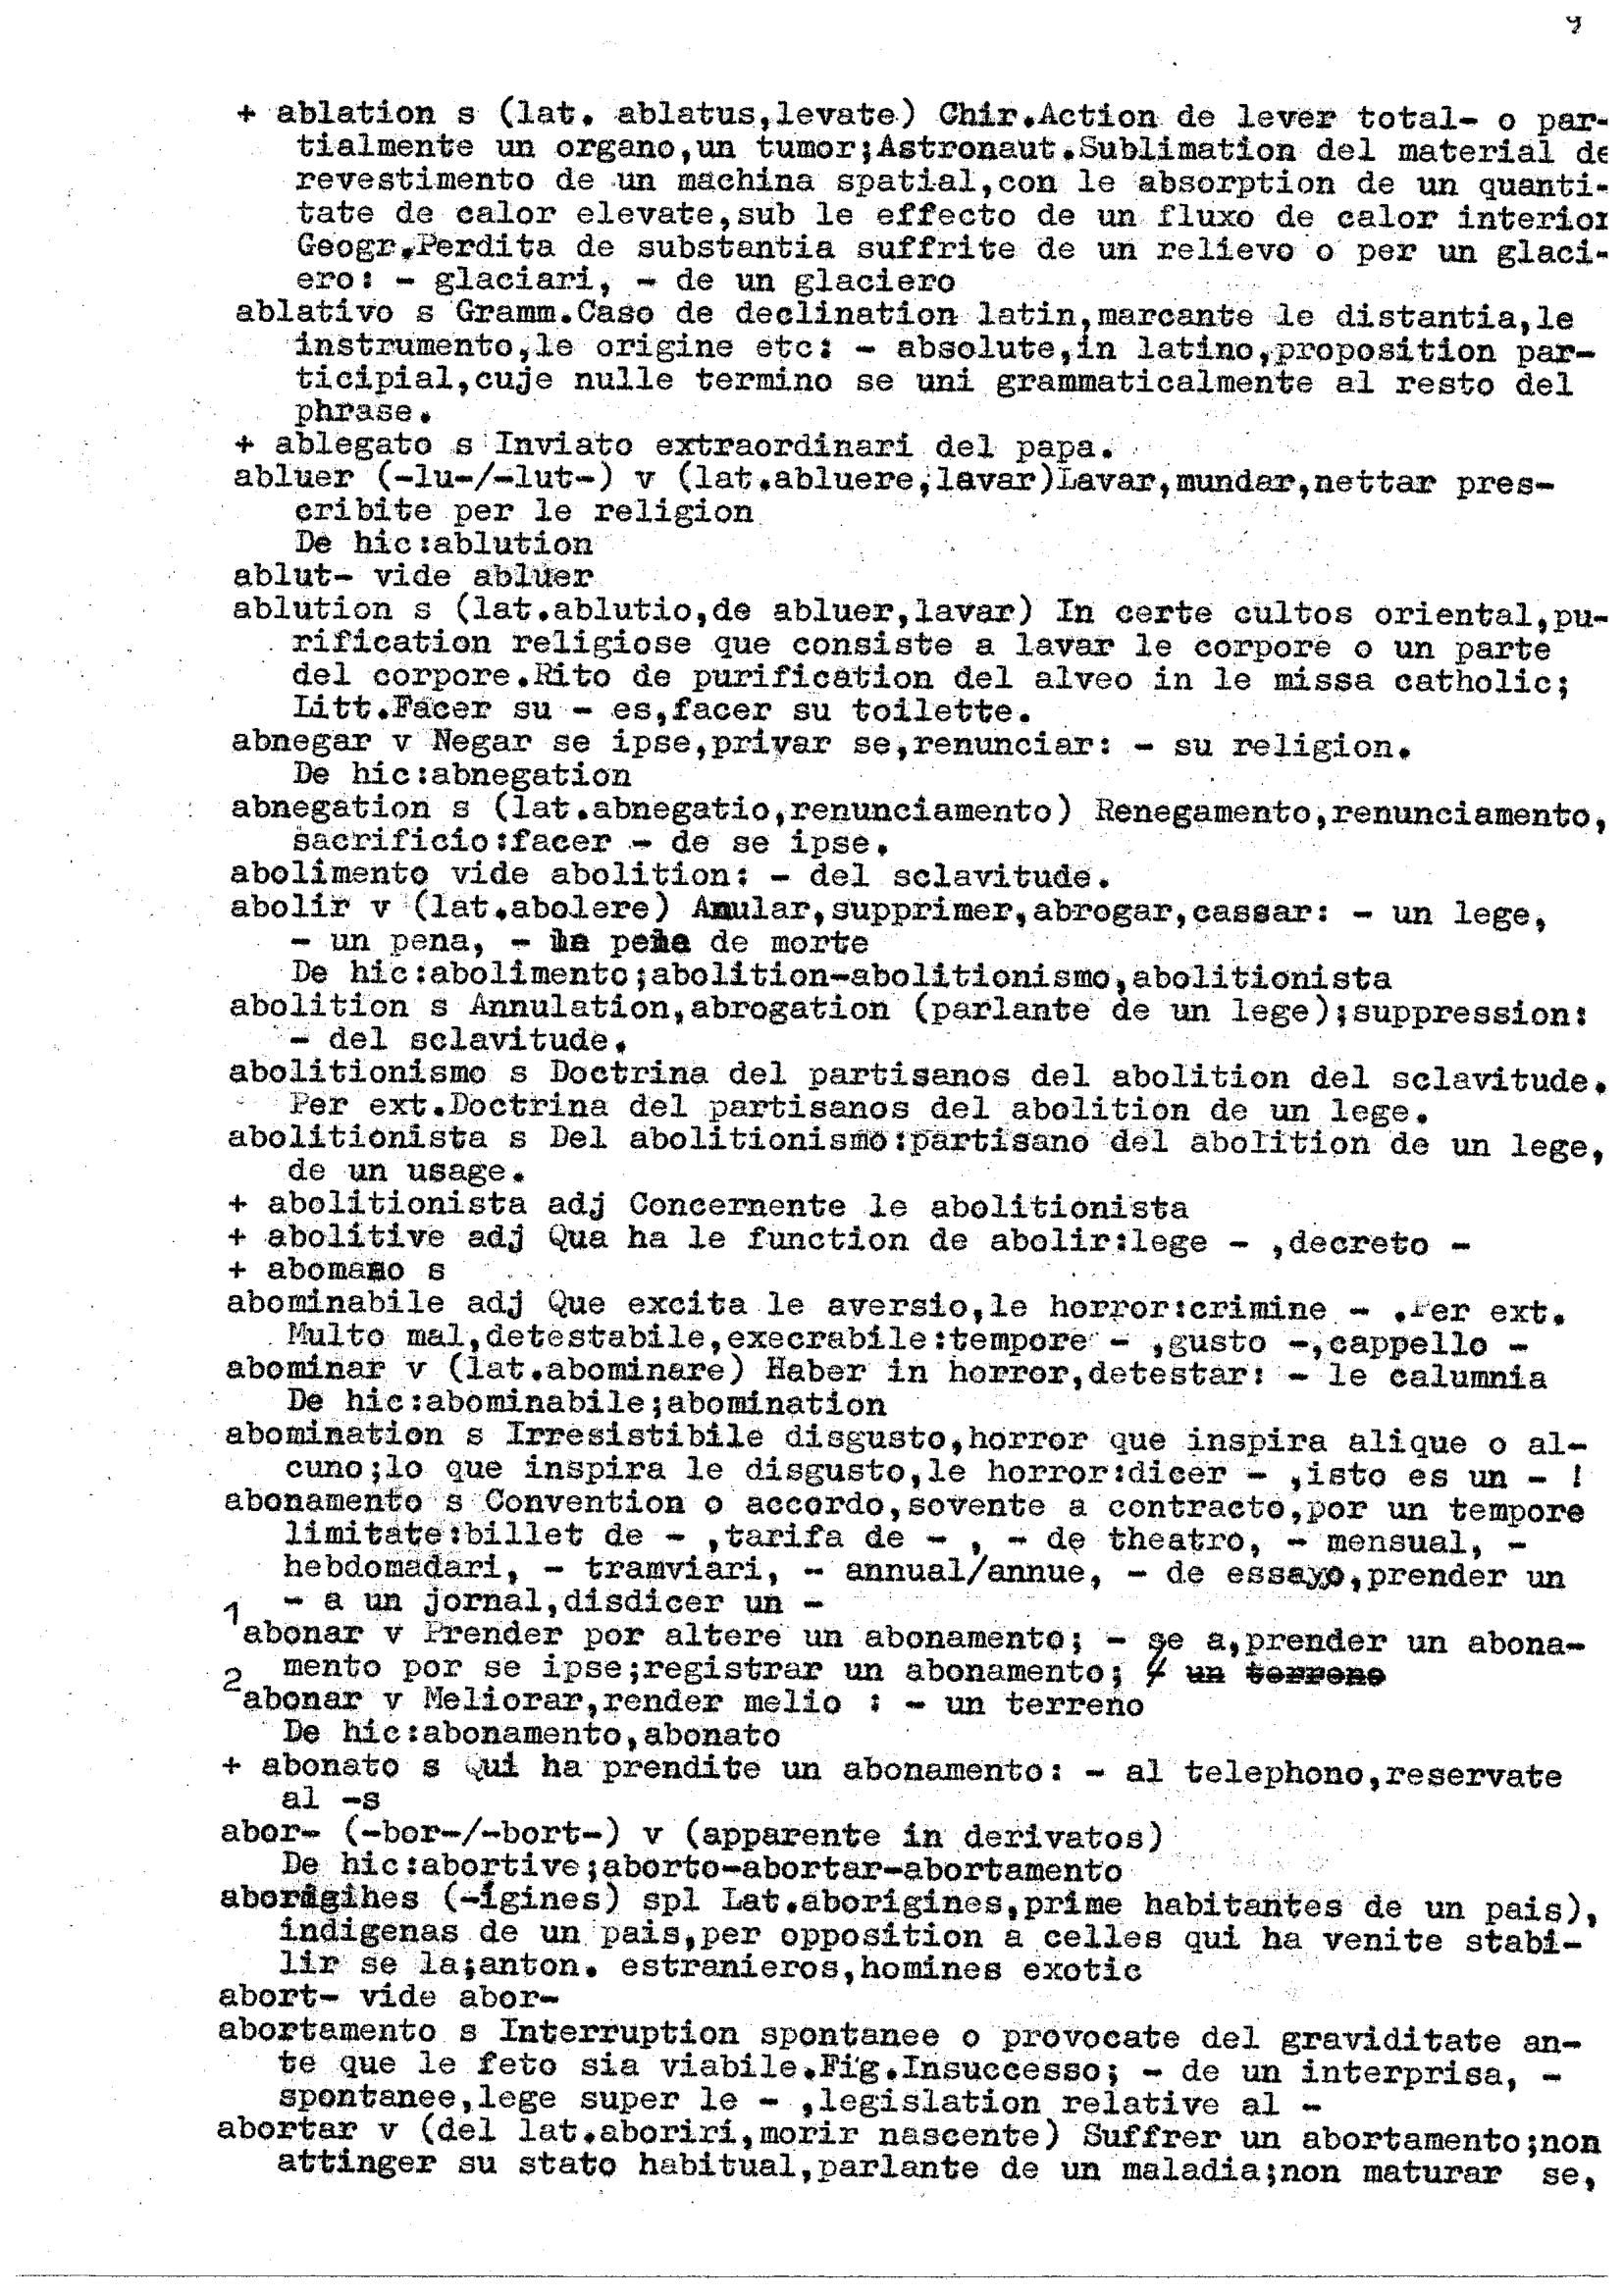 9
+ ablation s (lat. ablatus,levate) Chir.Action de lever total- o par-
tialmente un organo,un tumor;Astronaut.Sublimation del material de
revestimento de un machina spatial,con le absorption de un quanti-
tate de calor elevate,sub le effecto de un fluxo de calor interior
Geogr.Perdita de substantia suffrite de un relievo o per un glaci-
ero: - glaciari, - de un glaciero
ablativo s Gramm.Caso de declination latin,marcante le distantia,le
instrumento,le origine etc: - absolute,in latino,proposition par-
ticipial,cuje nulle termino se uni grammaticalmente al resto del
phrase.
+ ablegato s Inviato extraordinari del papa.
abluer (-lu-/-lut-) v (lat.abluere,lavar)Lavar,mundar,nettar pres-
cribite per le religion
De hic:ablution
ablut- vide abluer
ablution s (lat.ablutio,de abluer,lavar) In certe cultos oriental,pu-
rification religiose que consiste a lavar le corpore o un parte
del corpore.Rito de purification del alveo in le missa catholic;
Litt.Facer su - es,facer su toilette.
abnegar v Negar se ipse,privar se,renunciar: - su religion.
De hic:abnegation
abnegation s (lat.abnegatio,renunciamento) Renegamento,renunciamento,
sacrificio:facer - de se ipse.
abolimento vide abolition: - del sclavitude.
abolir v (lat.abolere) Anular,supprimer,abrogar,cassar: - un lege,
- un pena, - la pena de morte
De hic:abolimento;abolition-abolitionismo,abolitionista
abolition s Annulation,abrogation (parlante de un lege);suppression:
- del sclavitude.
abolitionismo s Doctrina del partisanos del abolition del sclavitude.
Per ext.Doctrina del partisanos del abolition de un lege.
abolitionista s Del abolitionismo:partisano del abolition de un lege,
de un usage.
+ abolitionista adj Concernente le abolitionista
+ abolitive adj Qua ha le function de abolir:lege - ,decreto -
+ abomaso s
abominabile adj Que excita le aversio,le horror:crimine - .Per ext.
Multo mal,detestabile,execrabile:tempore - ,gusto -,cappello -
abominar v (lat.abominare) Haber in horror,detestar: - le calumnia
De hic:abominabile;abomination
abomination s Irresistibile disgusto,horror que inspira alique o al-
cuno;lo que inspira le disgusto,le horror:dicer - ,isto es un - !
abonamento s Convention o accordo,sovente a contracto,por un tempore
limitate:billet de - ,tarifa de - , - de theatro, - mensual, -
hebdomadari, - tramviari, - annual/annue, - de essayo,prender un
- a un jornal,disdicer un -
1 abonar v Prender por altere un abonamento; - se a,prender un abona-
mento por se ipse;registrar un abonamento; - un terreno
2 abonar v Meliorar,render melio : - un terreno
De hic:abonamento,abonato
+ abonato s Qui ha prendite un abonamento: - al telephono,reservate
al -s
abor- (-bor-/-bort-) v (apparente in derivatos)
De hic:abortive;aborto-abortar-abortamento
aborigihes (-ígines) spl Lat.aborigines,prime habitantes de un pais),
indigenas de un pais,per opposition a celles qui ha venite stabi-
lir se la;anton. estranieros,homines exotic
abort- vide abor-
abortamento s Interruption spontanee o provocate del graviditate an-
te que le feto sia viabile.Fig.Insuccesso; - de un interprisa, -
spontanee,lege super le - ,legislation relative al -
abortar v (del lat.aboriri,morir nascente) Suffrer un abortamento;non
attinger su stato habitual,parlante de un maladia;non maturar se,